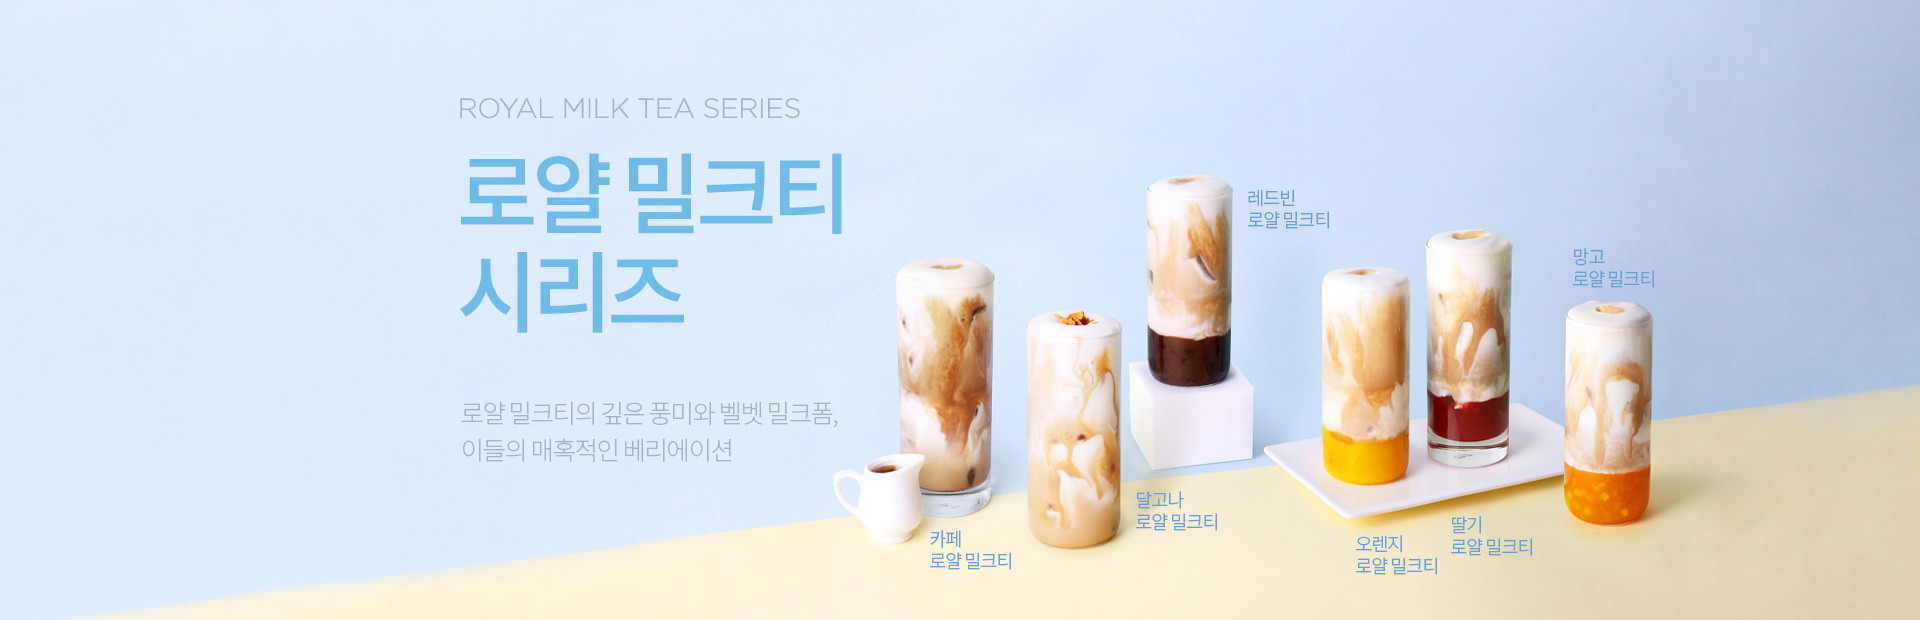 ROYAL MILK TEA SERIES
로얄 밀크티
시리즈
로얄 밀크티의 깊은 풍미와 벨벳 밀크폼,
이들의 매혹적인 베리에이션
카페
로얄 밀크티
달고나
로얄 밀크티
레드빈
로얄 밀크티
오렌지
로얄 밀크티
딸기
로얄 밀크티
망고
로얄 밀크티